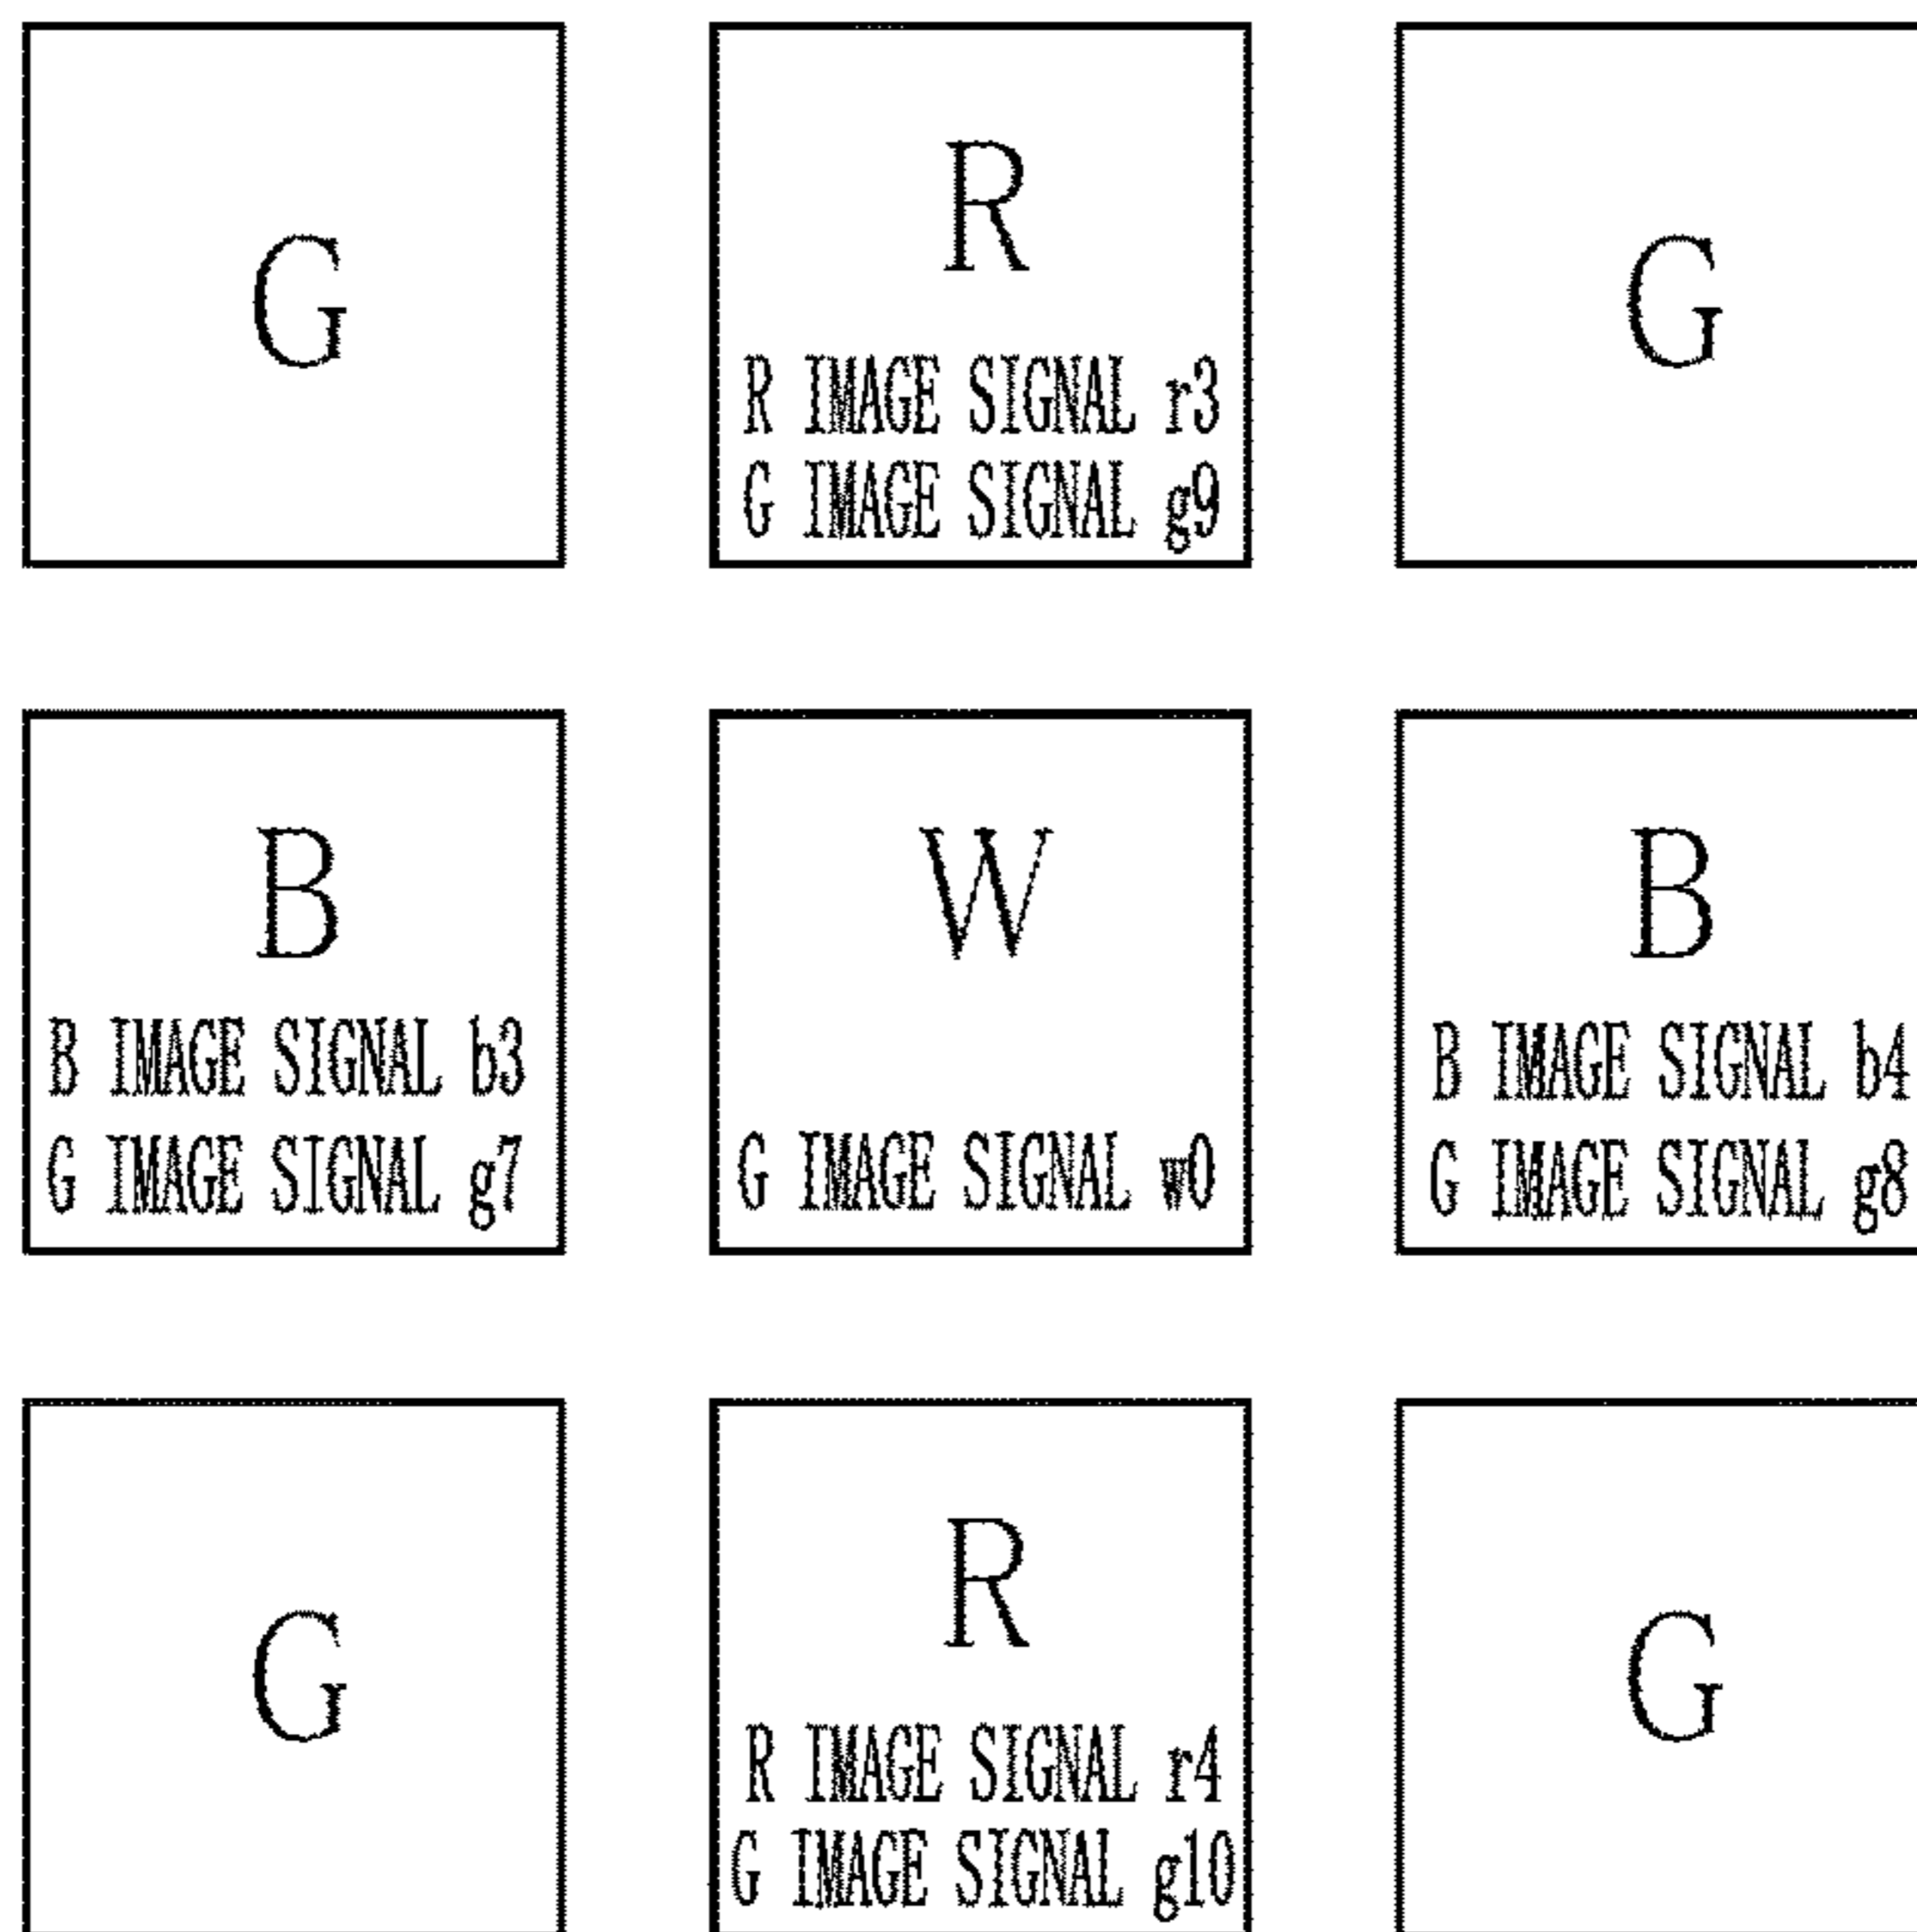 G
R
R IMAGE SIGNAL r3
G IMAGE SIGNAL g9
G
B
B IMAGE SIGNAL b3
G IMAGE SIGNAL g7
W
G IMAGE SIGNAL w0
B
B IMAGE SIGNAL b4
G IMAGE SIGNAL g8
G
R
R IMAGE SIGNAL r4
G IMAGE SIGNAL g10
G